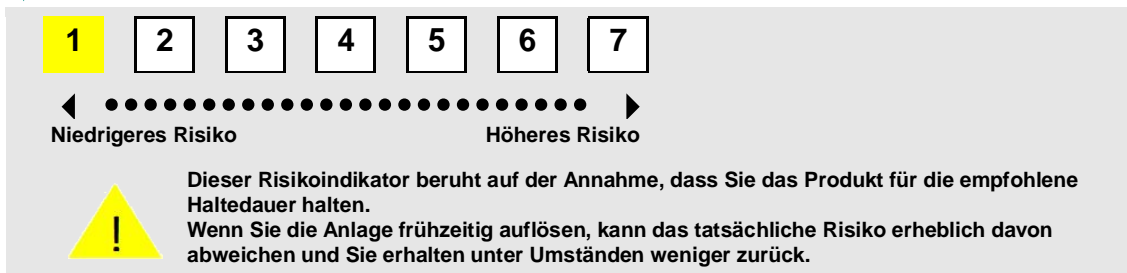 1 2 3 4 5 6 7
Niedrigeres Risiko Höheres Risiko
Dieser Risikoindikator beruht auf der Annahme, dass Sie das Produkt für die empfohlene
Haltedauer halten.
Wenn Sie die Anlage frühzeitig auflösen, kann das tatsächliche Risiko erheblich davon
abweichen und Sie erhalten unter Umständen weniger zurück.
!